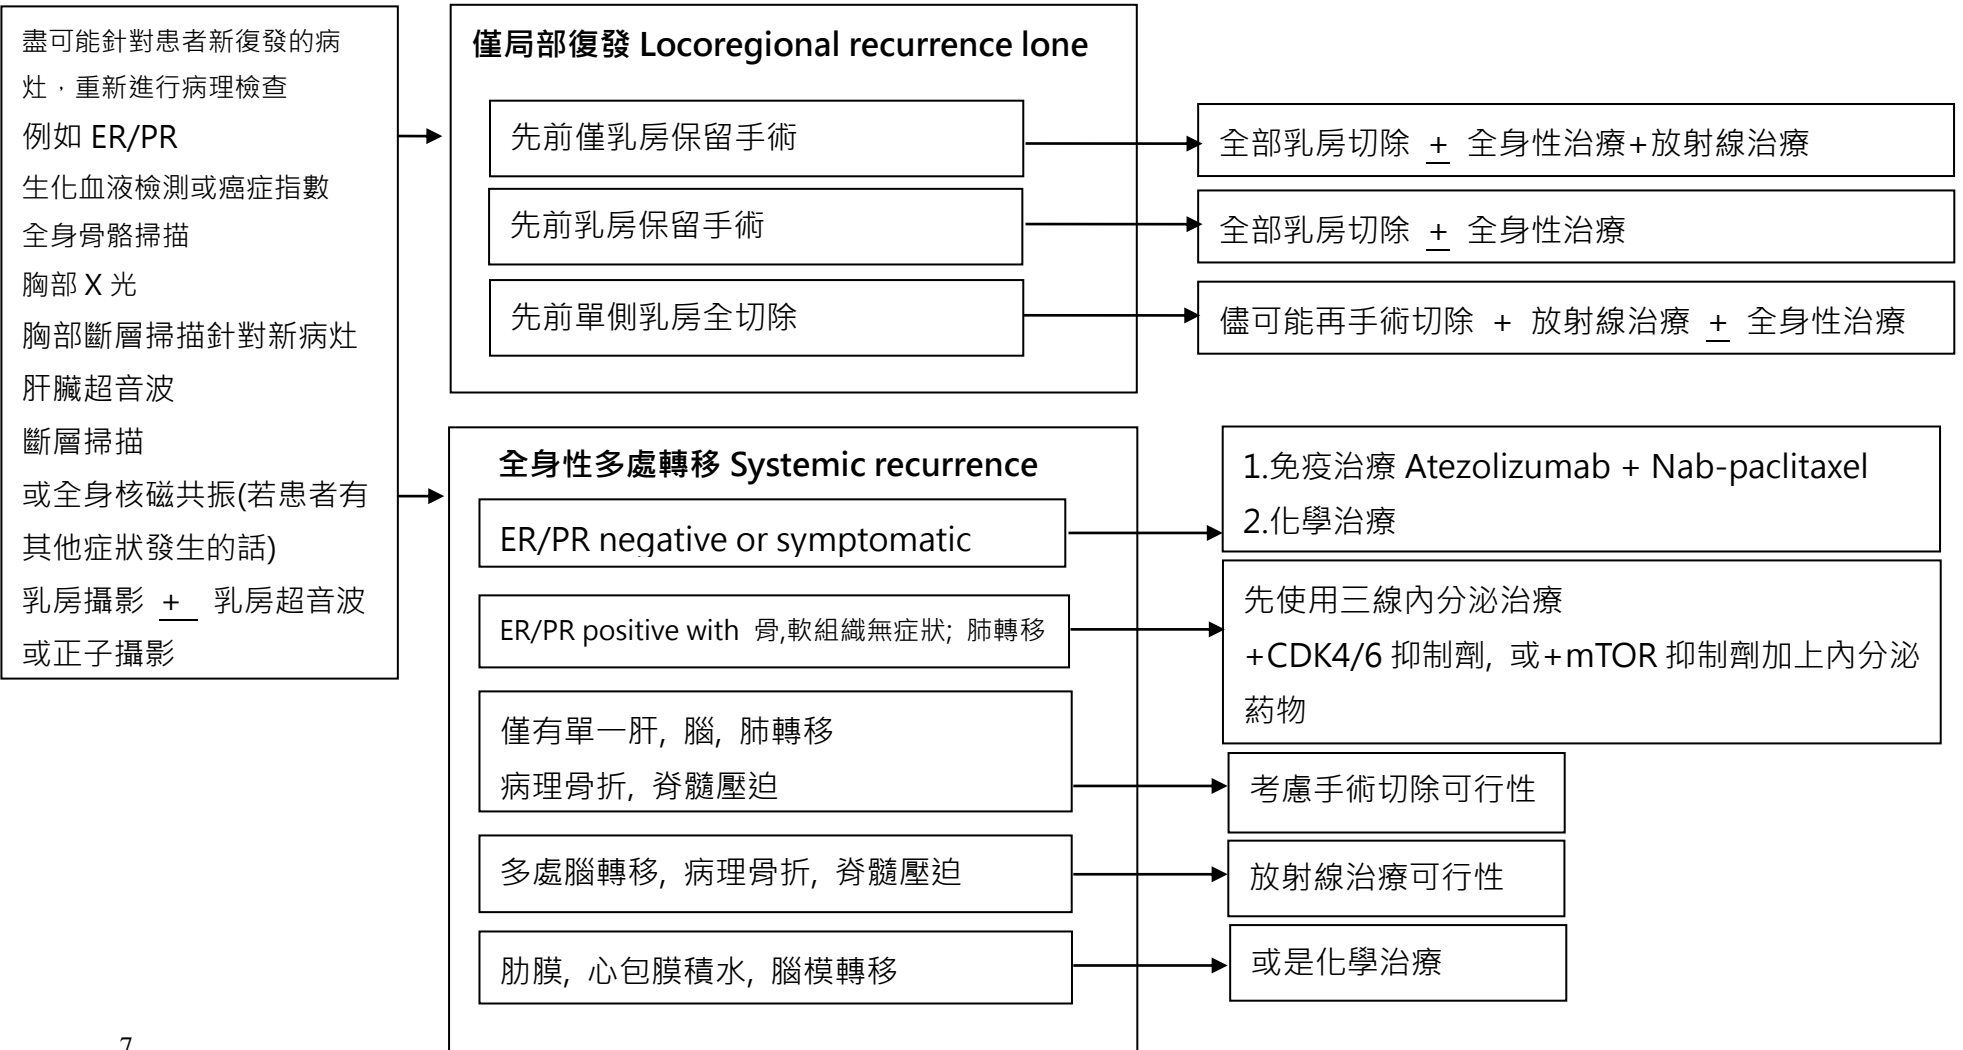 盡可能針對患者新復發的病
灶，重新進行病理檢查
例如 ER/PR
生化血液檢測或癌症指數
全身骨骼掃描
胸部 X 光
胸部斷層掃描針對新病灶
肝臟超音波
斷層掃描
或全身核磁共振(若患者有
其他症狀發生的話)
乳房攝影 + 乳房超音波
或正子攝影
僅局部復發 Locoregional recurrence lone
先前僅乳房保留手術
全部乳房切除 + 全身性治療+放射線治療
先前乳房保留手術
全部乳房切除 + 全身性治療
先前單側乳房全切除
儘可能再手術切除 + 放射線治療 + 全身性治療
全身性多處轉移 Systemic recurrence
ER/PR negative or symptomatic
1.免疫治療 Atezolizumab + Nab-paclitaxel
2.化學治療
ER/PR positive with 骨,軟組織無症狀; 肺轉移
先使用三線內分泌治療
+CDK4/6 抑制劑, 或+mTOR 抑制劑加上內分泌
葯物
僅有單一肝, 腦, 肺轉移
病理骨折, 脊髓壓迫
考慮手術切除可行性
多處腦轉移, 病理骨折, 脊髓壓迫
放射線治療可行性
肋膜, 心包膜積水, 腦模轉移
或是化學治療
7